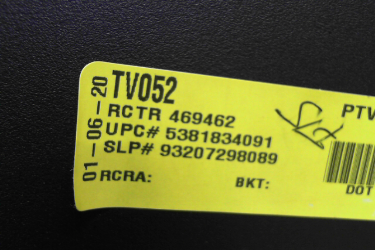 01-06-20
TV052
RCTR 469462
UPC# 5381834091
SLP# 93207298089
RCRA: BKT:
PTV
DOT